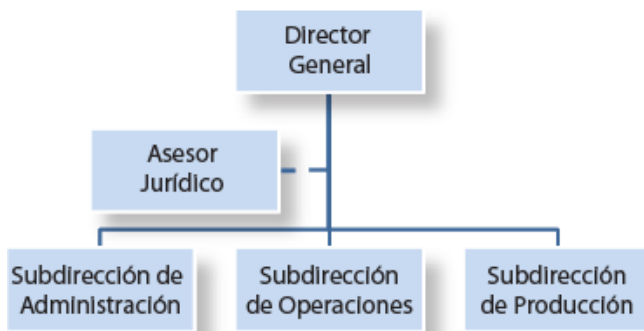 Director
General
Asesor
Jurídico
Subdirección de
Administración
Subdirección
de Operaciones
Subdirección
de Producción